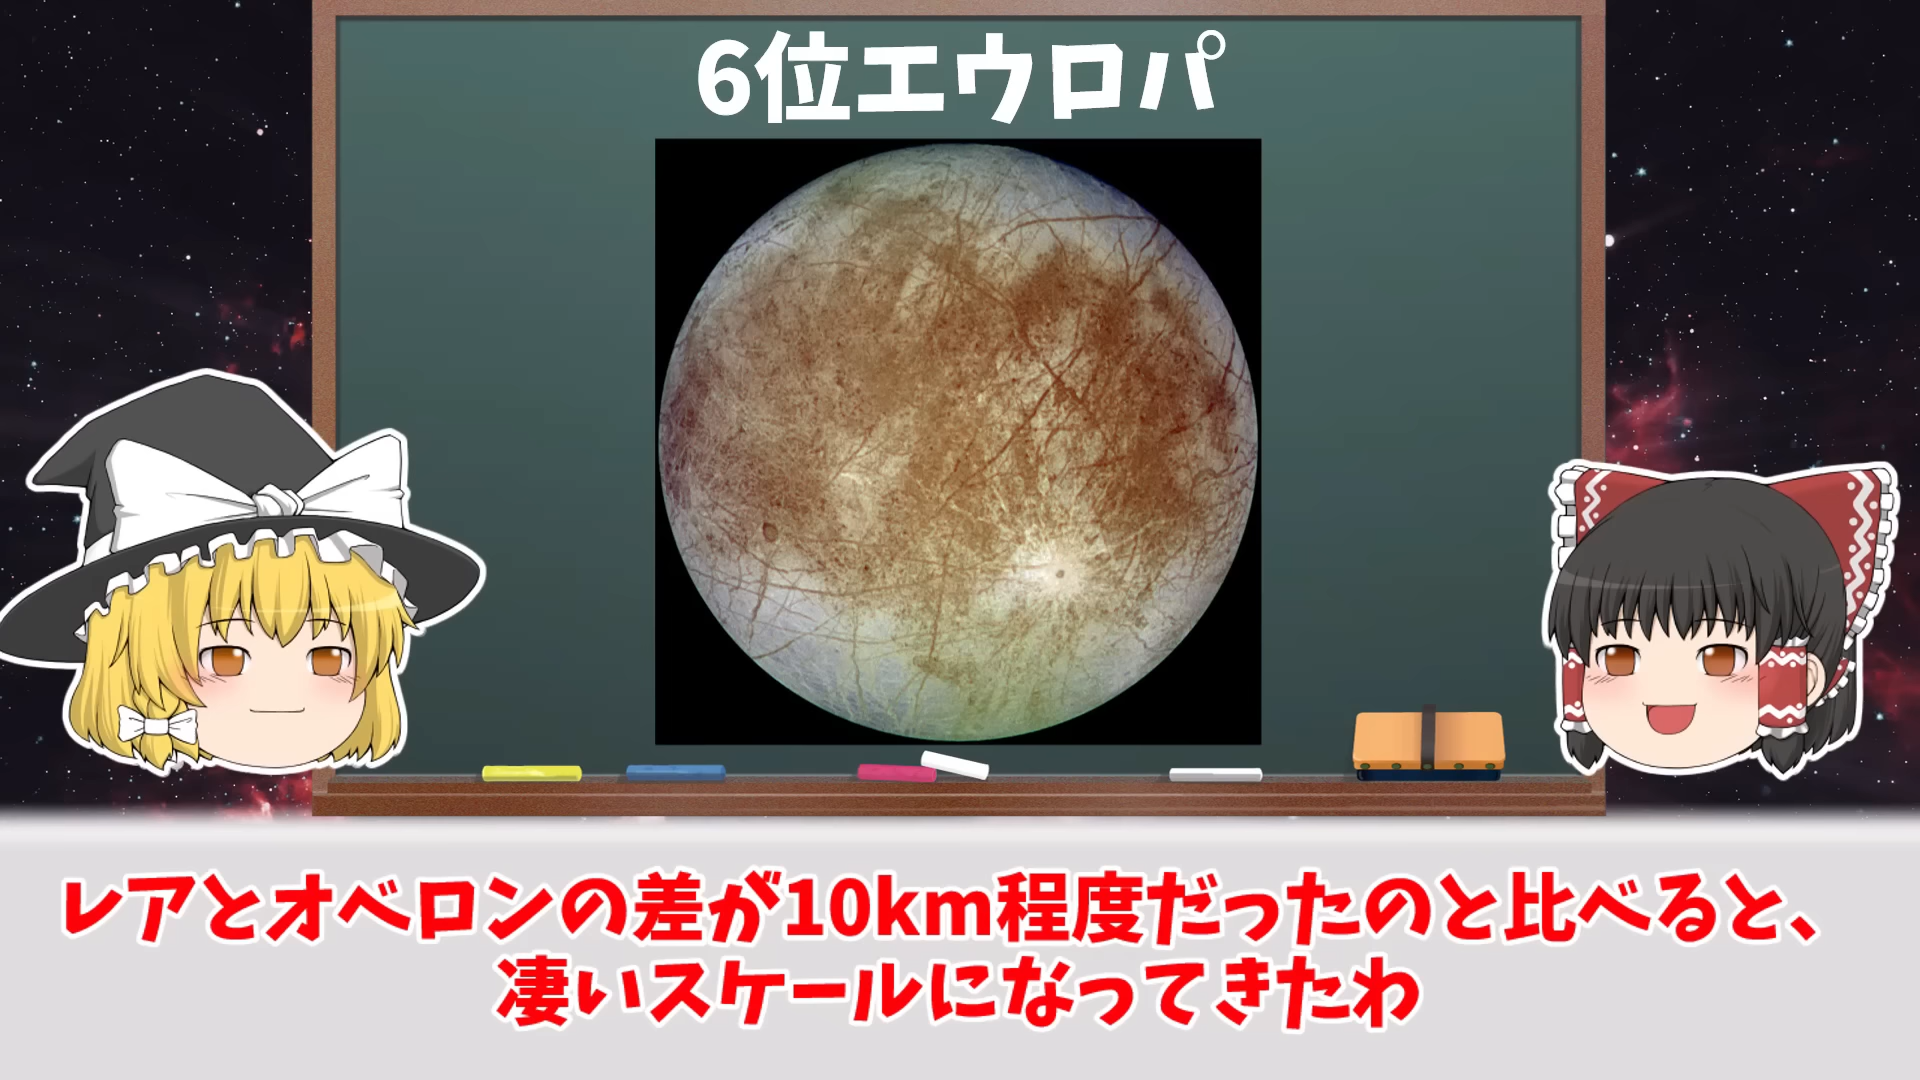 6位エウロパ
レアとオベロンの差が10km程度だったのと比べると、
凄いスケールになってきたわ